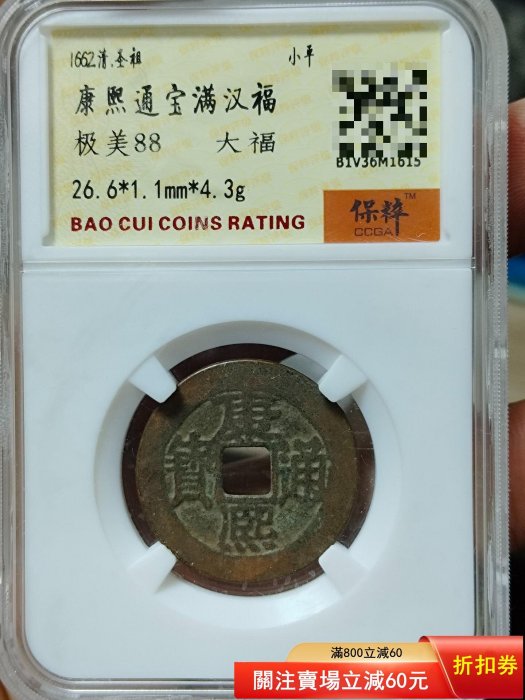 1662清.圣祖 小平
康熙通宝满汉福
极美88 大福
B1V36M1615
26.6*1.1mm*4.3g
保粹™
CCGA
BAO CUI COINS RATING
康熙通寳
滿800立減60
關注賣場立減60元
折扣券